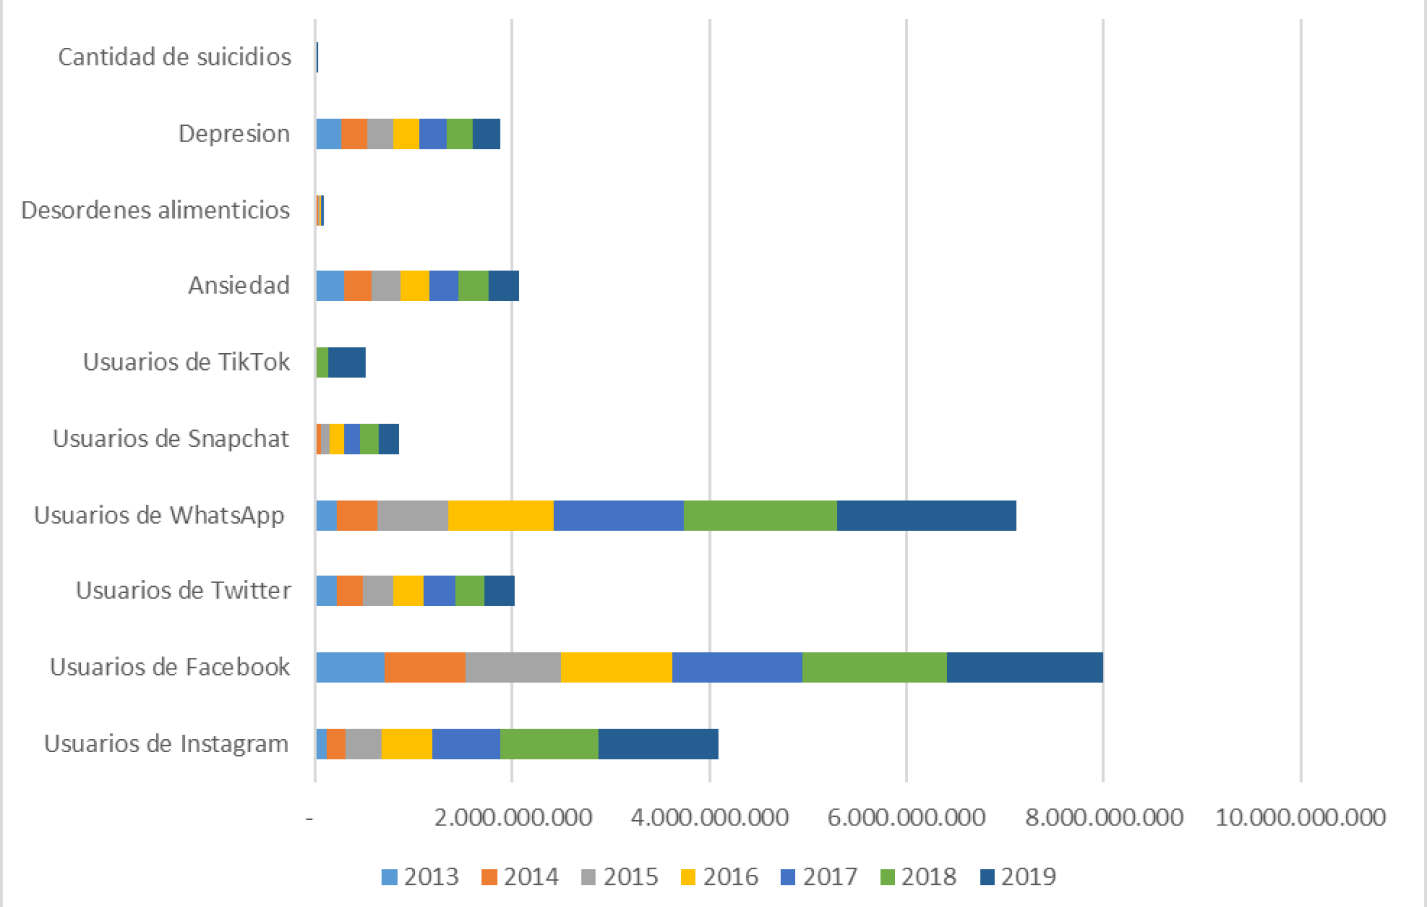 Cantidad de suicidios
Depresion
Desordenes alimenticios
Ansiedad
Usuarios de TikTok
Usuarios de Snapchat
Usuarios de WhatsApp
Usuarios de Twitter
Usuarios de Facebook
Usuarios de Instagram
- 2.000.000.000 4.000.000.000 6.000.000.000 8.000.000.000 10.000.000.000
2013 2014 2015 2016 2017 2018 2019